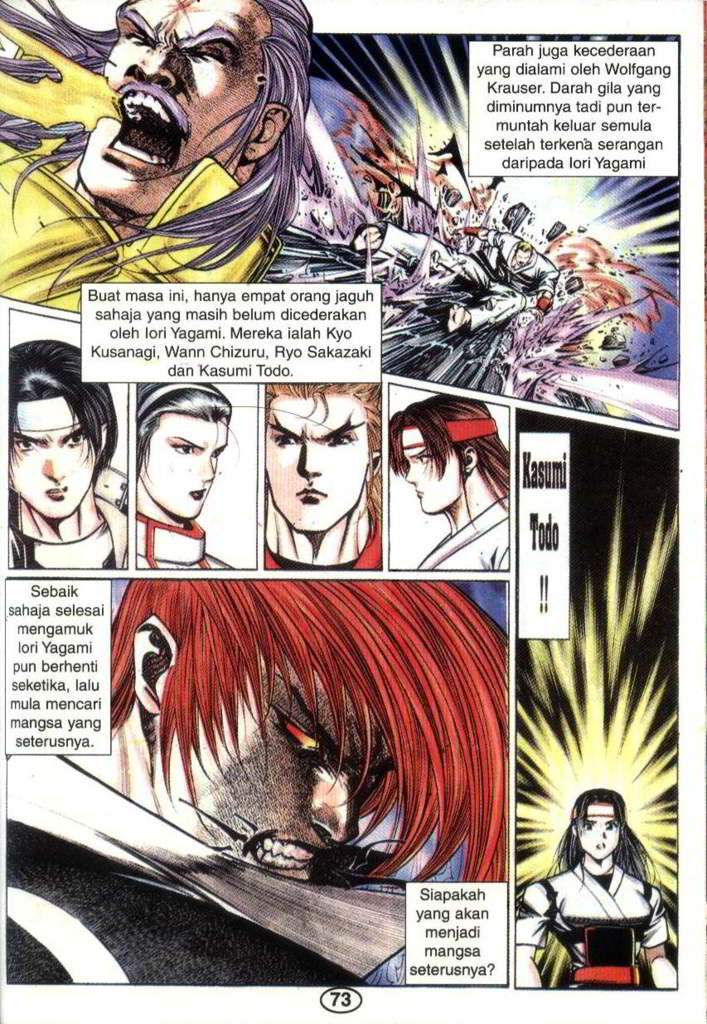 Parah juga kecederaan
yang dialami oleh Wolfgang
Krauser. Darah gila yang
diminumnya tadi pun ter-
muntah keluar semula
setelah terkena serangan
daripada Iori Yagami
Buat masa ini, hanya empat orang jaguh
sahaja yang masih belum dicederakan
oleh Iori Yagami. Mereka ialah Kyo
Kusanagi, Wann Chizuru, Ryo Sakazaki
dan Kasumi Todo.
Kasumi
Todo
!!
Sebaik
sahaja selesai
mengamuk
Iori Yagami
pun berhenti
seketika, lalu
mula mencari
mangsa yang
seterusnya.
Siapakah
yang akan
menjadi
mangsa
seterusnya?
73